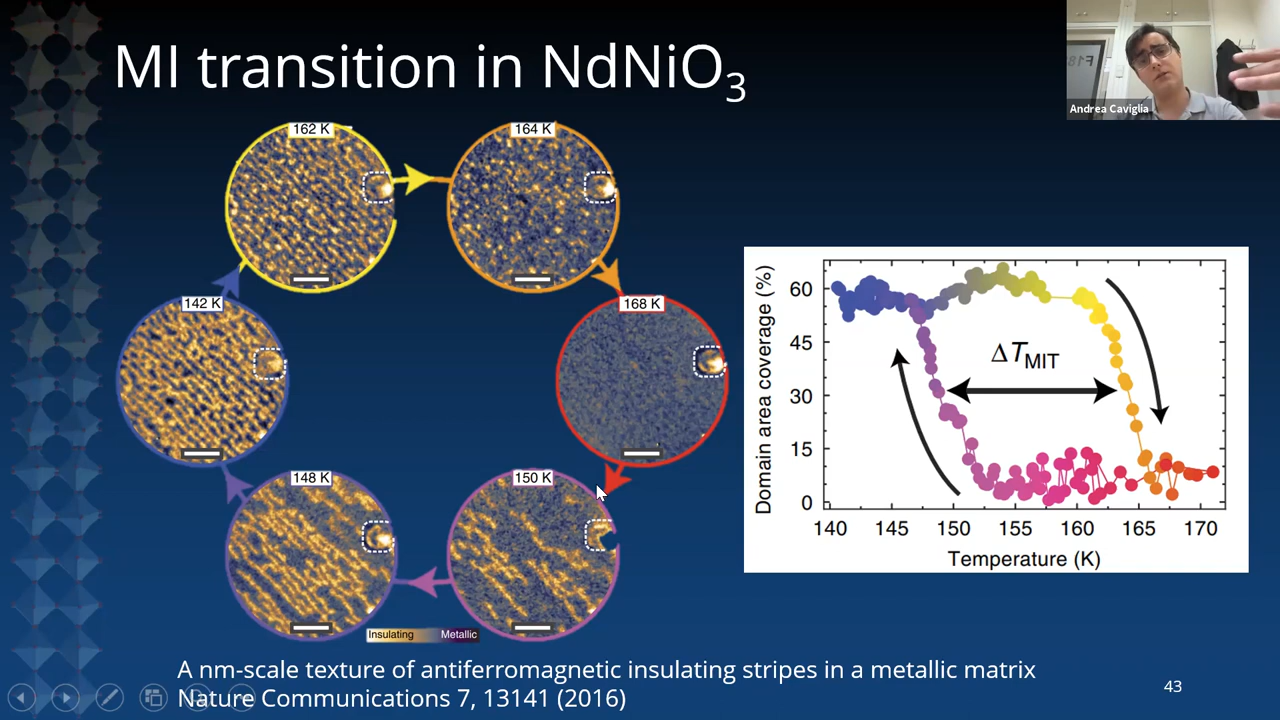 MI transition in NdNiO₃
Andrea Caviglia
162 K
164 K
142 K
168 K
148 K
150 K
Insulating
Metallic
Domain area coverage (%)
60
45
30
15
0
ΔT_MIT
140
145
150
155
160
165
170
Temperature (K)
A nm-scale texture of antiferromagnetic insulating stripes in a metallic matrix
Nature Communications 7, 13141 (2016)
43